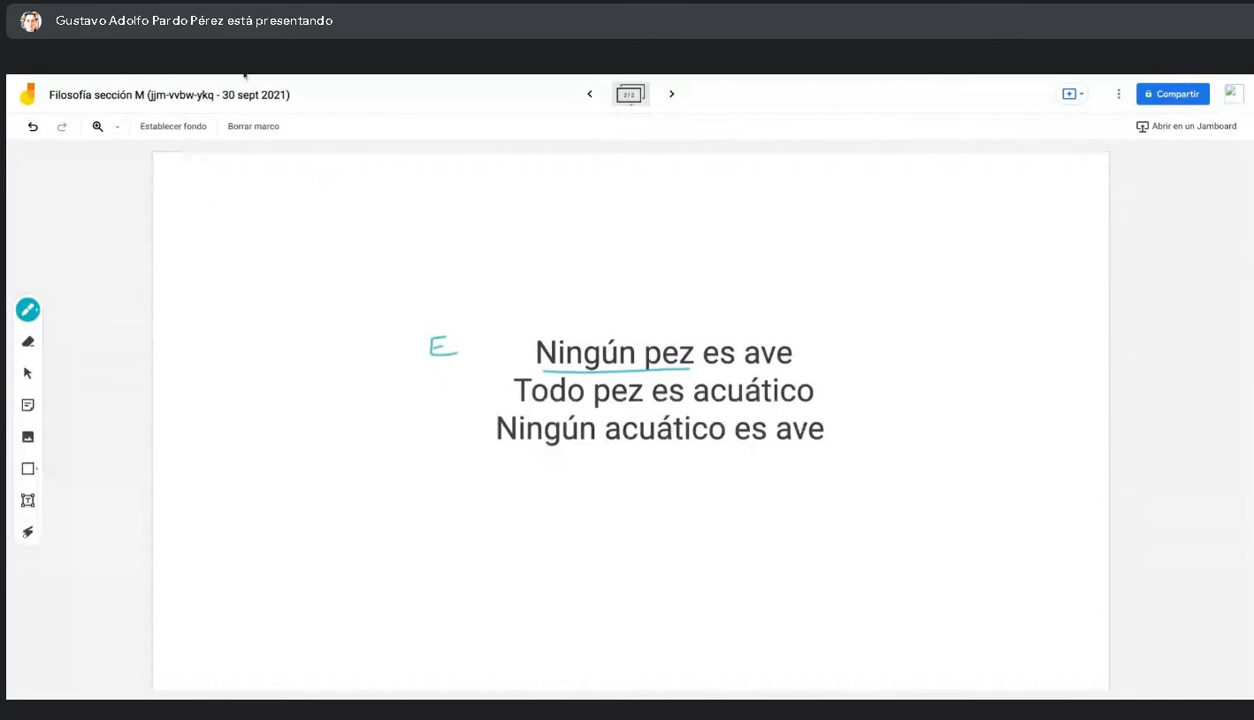 Gustavo Adolfo Pardo Pérez está presentando
Filosofía sección M (jjm-vvbw-ykq - 30 sept 2021)
2/2
Compartir
Establecer fondo
Borrar marco
Abrir en un Jamboard
E
Ningún pez es ave
Todo pez es acuático
Ningún acuático es ave